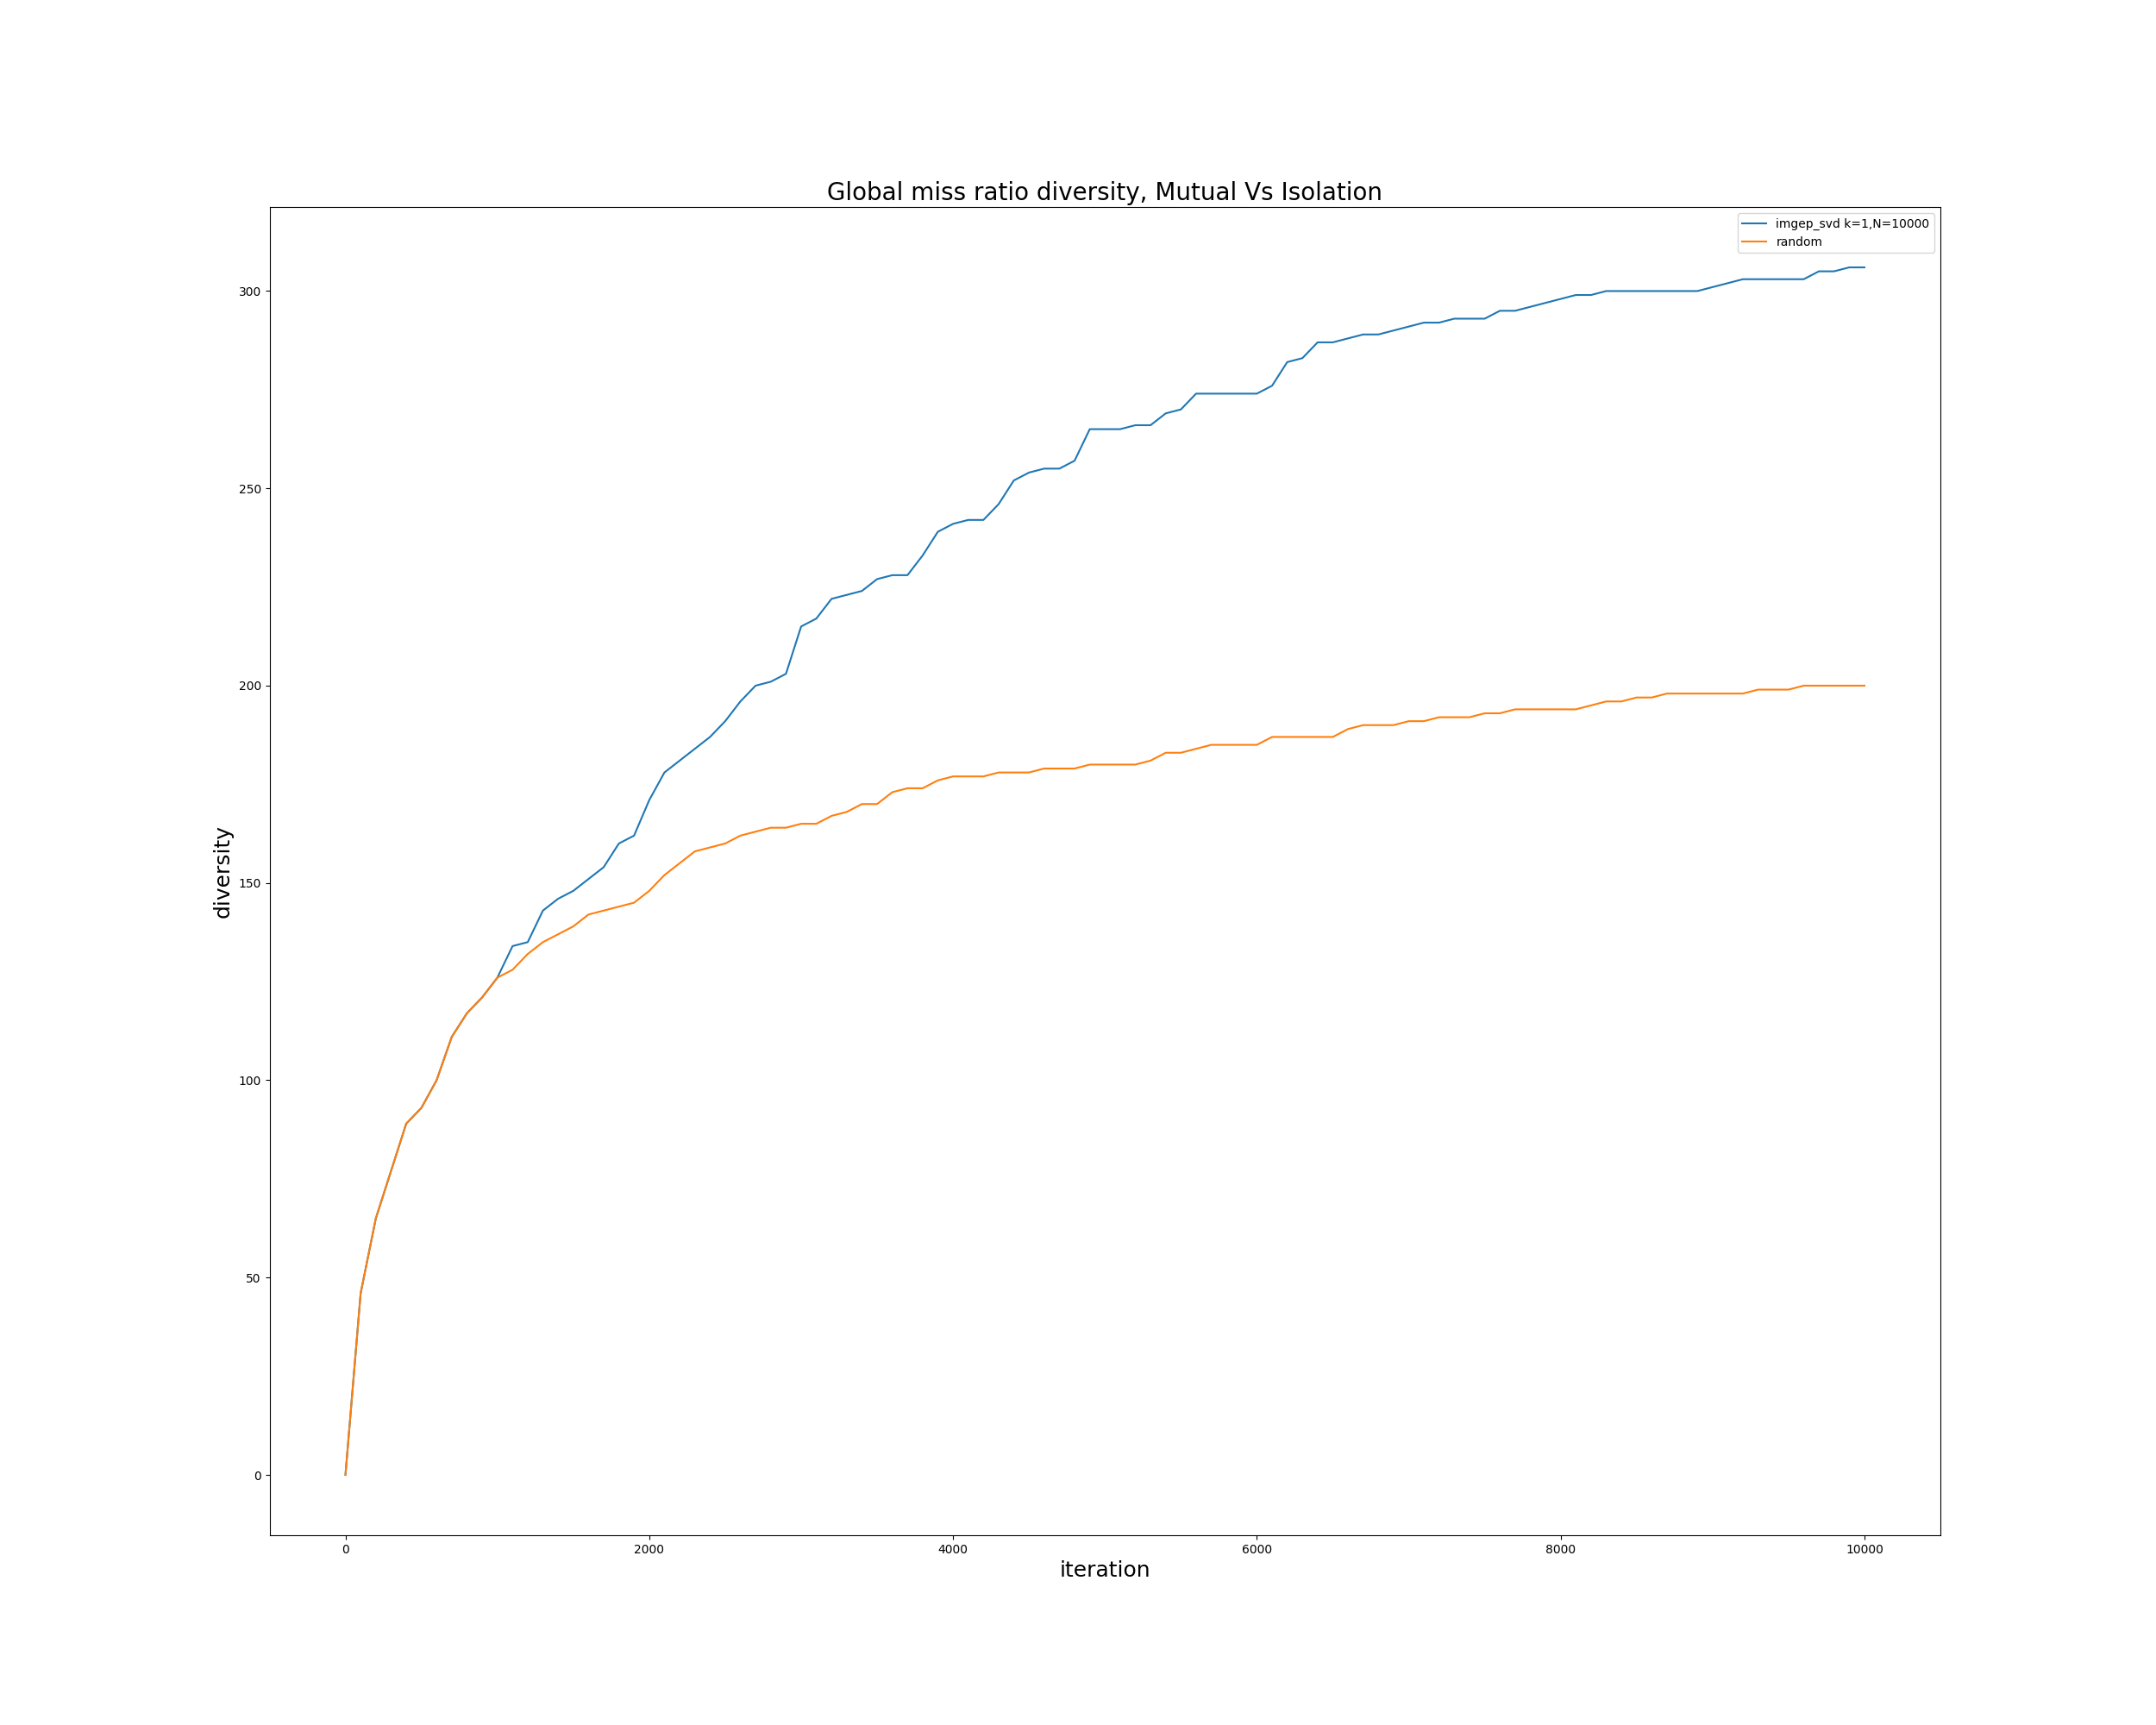 Global miss ratio diversity, Mutual Vs Isolation
imgep_svd k=1,N=10000
random
300
250
200
150
100
50
0
diversity
0 2000 4000 6000 8000 10000
iteration